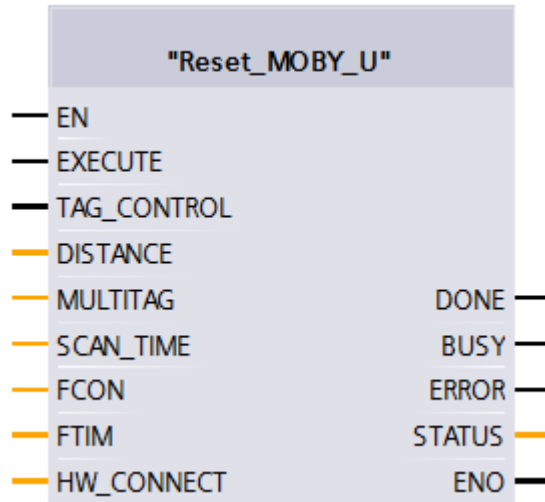 "Reset_MOBY_U"
EN
EXECUTE
TAG_CONTROL
DISTANCE
MULTITAG DONE
SCAN_TIME BUSY
FCON ERROR
FTIM STATUS
HW_CONNECT ENO